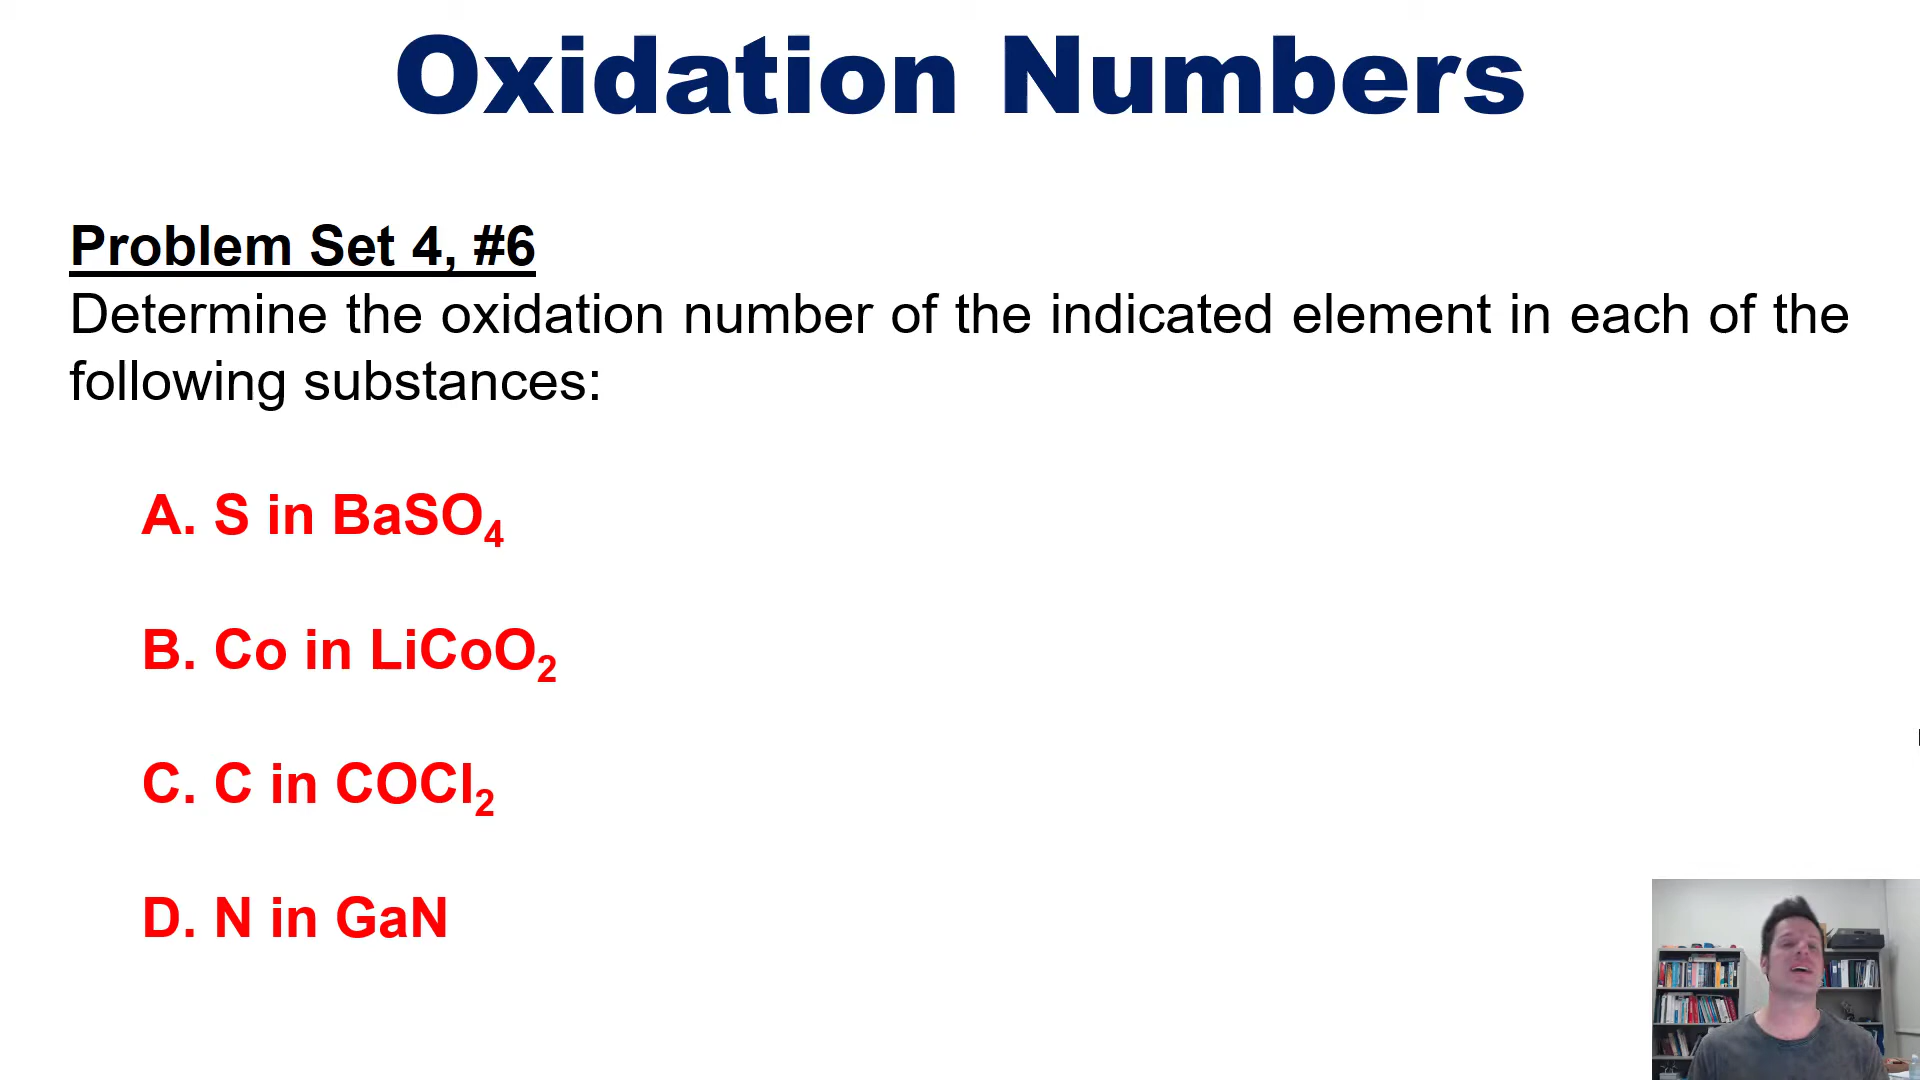 Oxidation Numbers
Problem Set 4, #6
Determine the oxidation number of the indicated element in each of the
following substances:
A. S in BaSO₄
B. Co in LiCoO₂
C. C in COCl₂
D. N in GaN